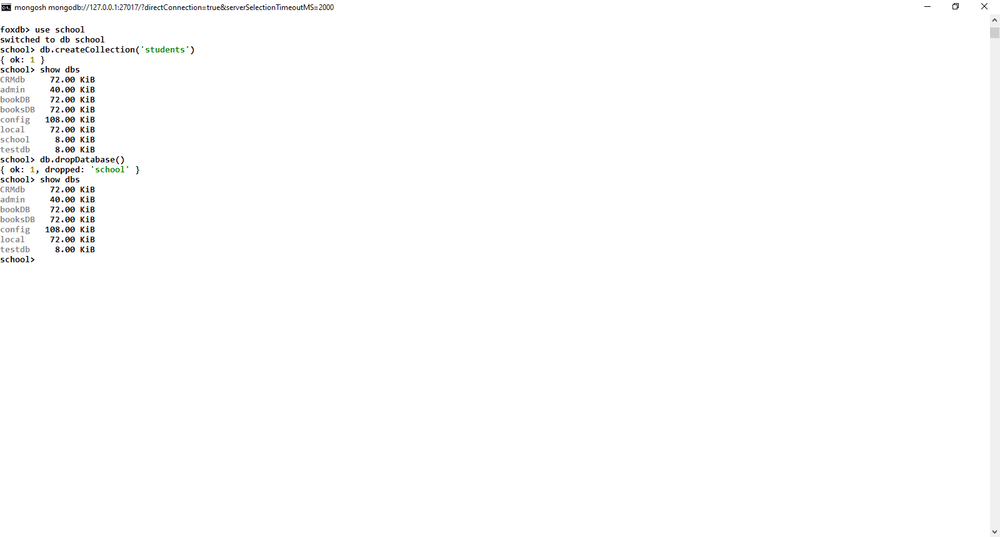 mongosh mongodb://127.0.0.1:27017/?directConnection=true&serverSelectionTimeoutMS=2000
foxdb> use school
switched to db school
school> db.createCollection('students')
{ ok: 1 }
school> show dbs
CRMdb     72.00 KiB
admin     40.00 KiB
bookDB    72.00 KiB
booksDB   72.00 KiB
config   108.00 KiB
local     72.00 KiB
school     8.00 KiB
testdb     8.00 KiB
school> db.dropDatabase()
{ ok: 1, dropped: 'school' }
school> show dbs
CRMdb     72.00 KiB
admin     40.00 KiB
bookDB    72.00 KiB
booksDB   72.00 KiB
config   108.00 KiB
local     72.00 KiB
testdb     8.00 KiB
school>